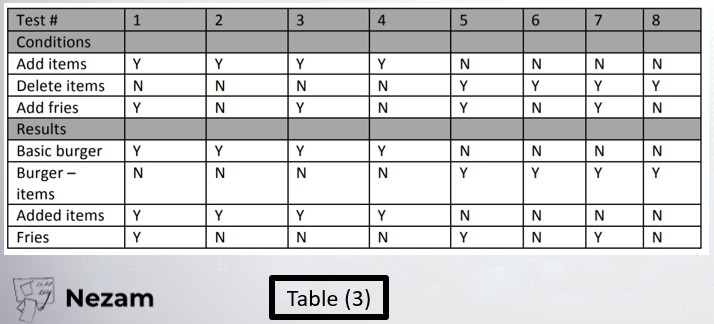 Test # 1 2 3 4 5 6 7 8
Conditions
Add items Y Y Y Y N N N N
Delete items N N N N Y Y Y Y
Add fries Y N Y N Y N Y N
Results
Basic burger Y Y Y Y N N N N
Burger – N N N N Y Y Y Y
items
Added items Y Y Y Y N N N N
Fries Y N N N Y N Y N
Nezam
Table (3)